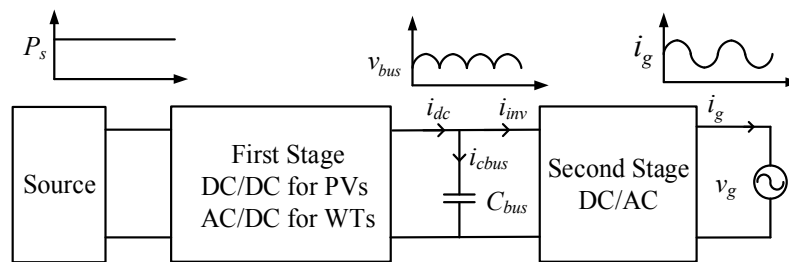 P_s
v_bus
i_g
i_dc
i_inv
i_g
Source
First Stage
DC/DC for PVs
AC/DC for WTs
i_cbus
C_bus
Second Stage
DC/AC
v_g